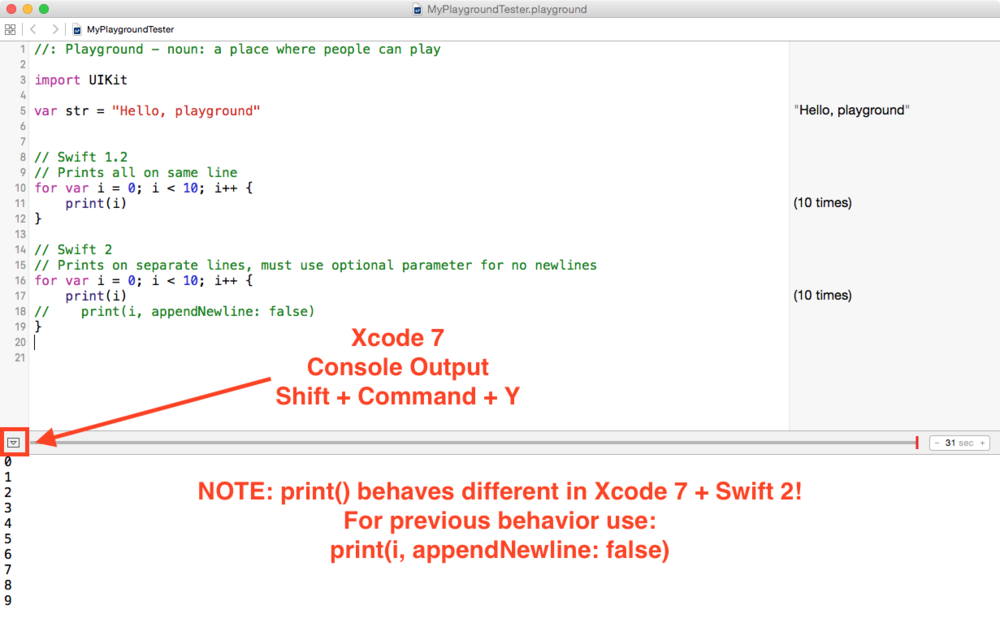 MyPlaygroundTester.playground
MyPlaygroundTester
1 //: Playground - noun: a place where people can play
2
3 import UIKit
4
5 var str = "Hello, playground"
"Hello, playground"
6
7
8 // Swift 1.2
9 // Prints all on same line
10 for var i = 0; i < 10; i++ {
11 print(i)
(10 times)
12 }
13
14 // Swift 2
15 // Prints on separate lines, must use optional parameter for no newlines
16 for var i = 0; i < 10; i++ {
17 print(i)
(10 times)
18 // print(i, appendNewline: false)
19 }
20
21
Xcode 7
Console Output
Shift + Command + Y
- 31 sec +
0
1
2
3
4
5
6
7
8
9
NOTE: print() behaves different in Xcode 7 + Swift 2!
For previous behavior use:
print(i, appendNewline: false)